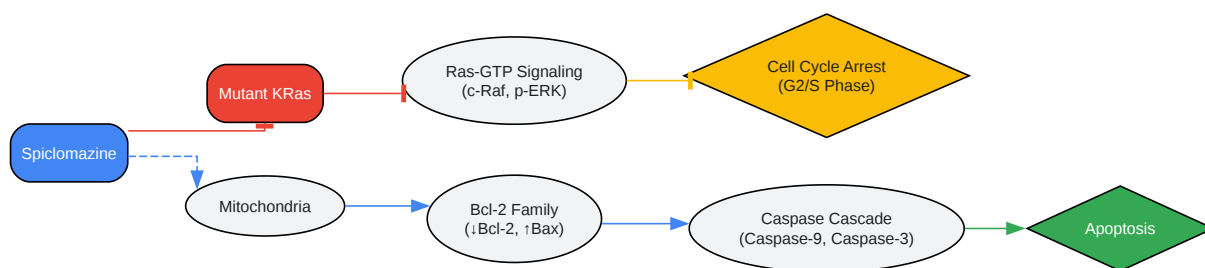 Spiclomazine
Mutant KRas
Ras-GTP Signaling
(c-Raf, p-ERK)
Cell Cycle Arrest
(G2/S Phase)
Mitochondria
Bcl-2 Family
(↓Bcl-2, ↑Bax)
Caspase Cascade
(Caspase-9, Caspase-3)
Apoptosis